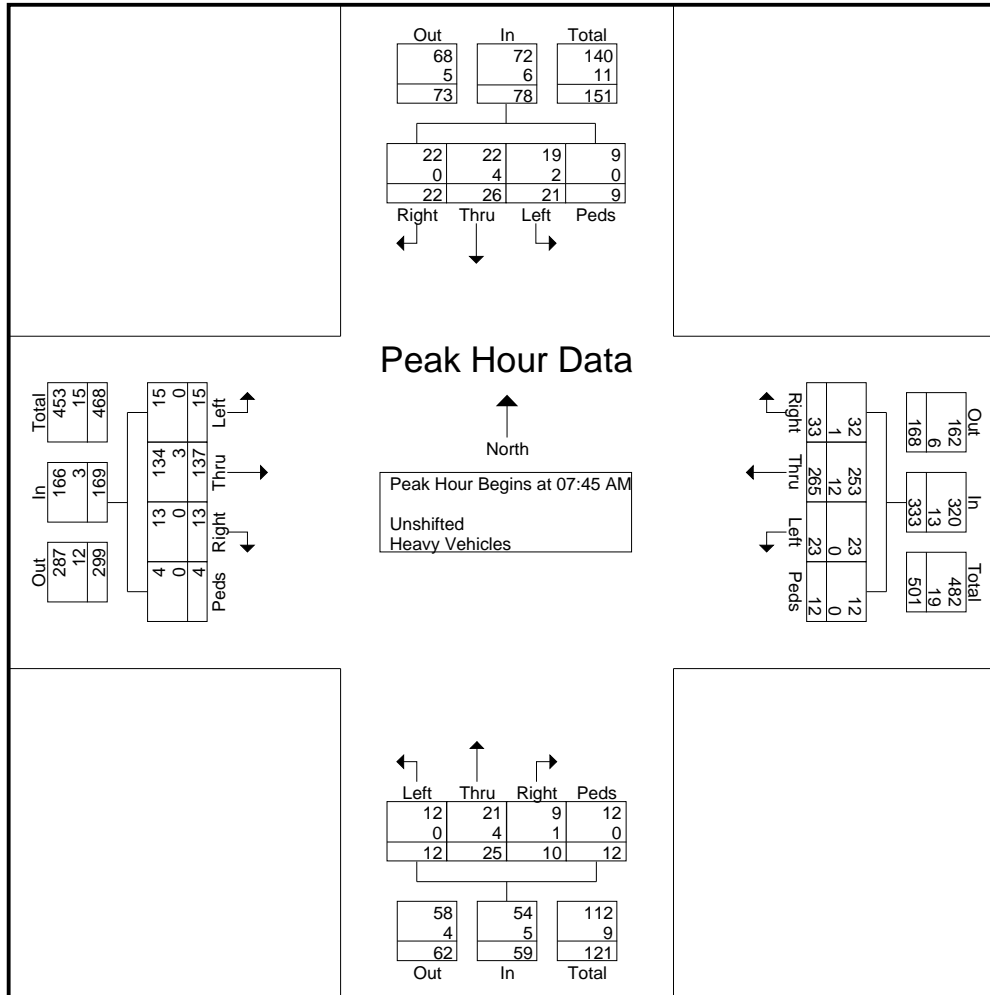 Out In Total
68 72 140
5 6 11
73 78 151
22 22 19 9
0 4 2 0
22 26 21 9
Right Thru Left Peds
Peak Hour Data
North
Peak Hour Begins at 07:45 AM
Unshifted
Heavy Vehicles
Out In Total
287 166 453
12 3 15
299 169 468
15 134 13 4
0 3 0 0
15 137 13 4
Left Thru Right Peds
Out In Total
162 320 482
6 13 19
168 333 501
32 253 23 12
1 12 0 0
33 265 23 12
Right Thru Left Peds
Left Thru Right Peds
12 21 9 12
0 4 1 0
12 25 10 12
58 54 112
4 5 9
62 59 121
Out In Total